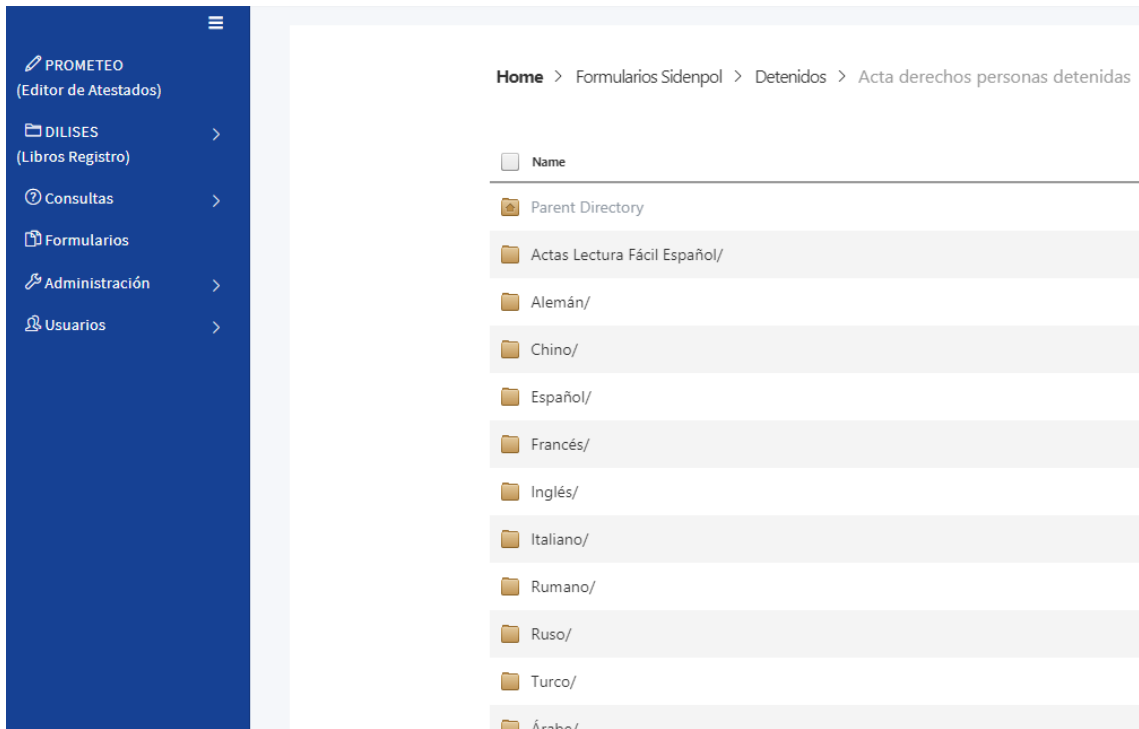 PROMETEO
(Editor de Atestados)
DILISES
(Libros Registro)
Consultas
Formularios
Administración
Usuarios
Home > Formularios Sidenpol > Detenidos > Acta derechos personas detenidas
Name
Parent Directory
Actas Lectura Fácil Español/
Alemán/
Chino/
Español/
Francés/
Inglés/
Italiano/
Rumano/
Ruso/
Turco/
Árabe/